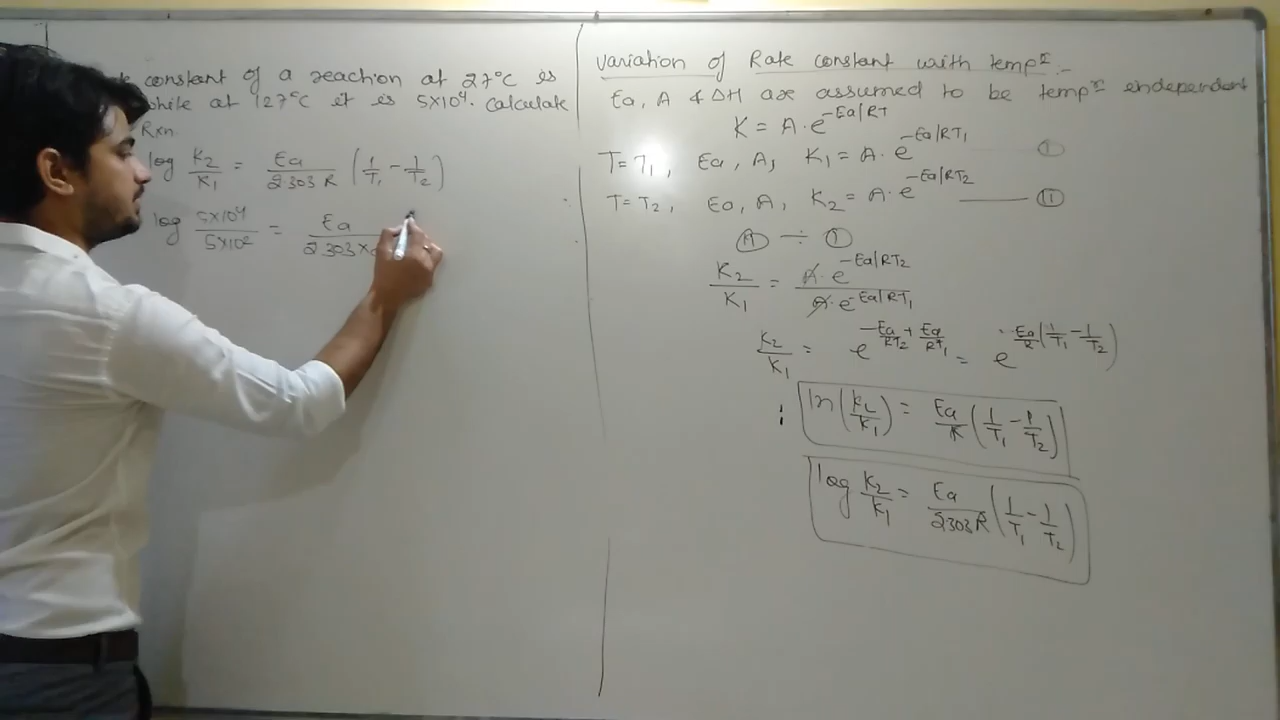 constant of a reaction at 27°C is
while at 127°C it is 5×10⁴. Calculate
Rxn.
log K₂/K₁ = Ea/2.303 R (1/T₁ - 1/T₂)
log 5×10⁴/5×10² = Ea/2.303×
Variation of Rate constant with tempʳ -
Ea, A & ΔH are assumed to be tempʳ independent
K = A·e^-Ea/RT
T = T₁, Ea, A, K₁ = A·e^-Ea/RT₁ — I
T = T₂, Ea, A, K₂ = A·e^-Ea/RT₂ — II
II ÷ I
K₂/K₁ = A·e^-Ea/RT₂ / A·e^-Ea/RT₁
K₂/K₁ = e^-Ea/RT₂ + Ea/RT₁ = e^Ea/R(1/T₁ - 1/T₂)
ln(K₂/K₁) = Ea/R (1/T₁ - 1/T₂)
log K₂/K₁ = Ea/2.303R (1/T₁ - 1/T₂)